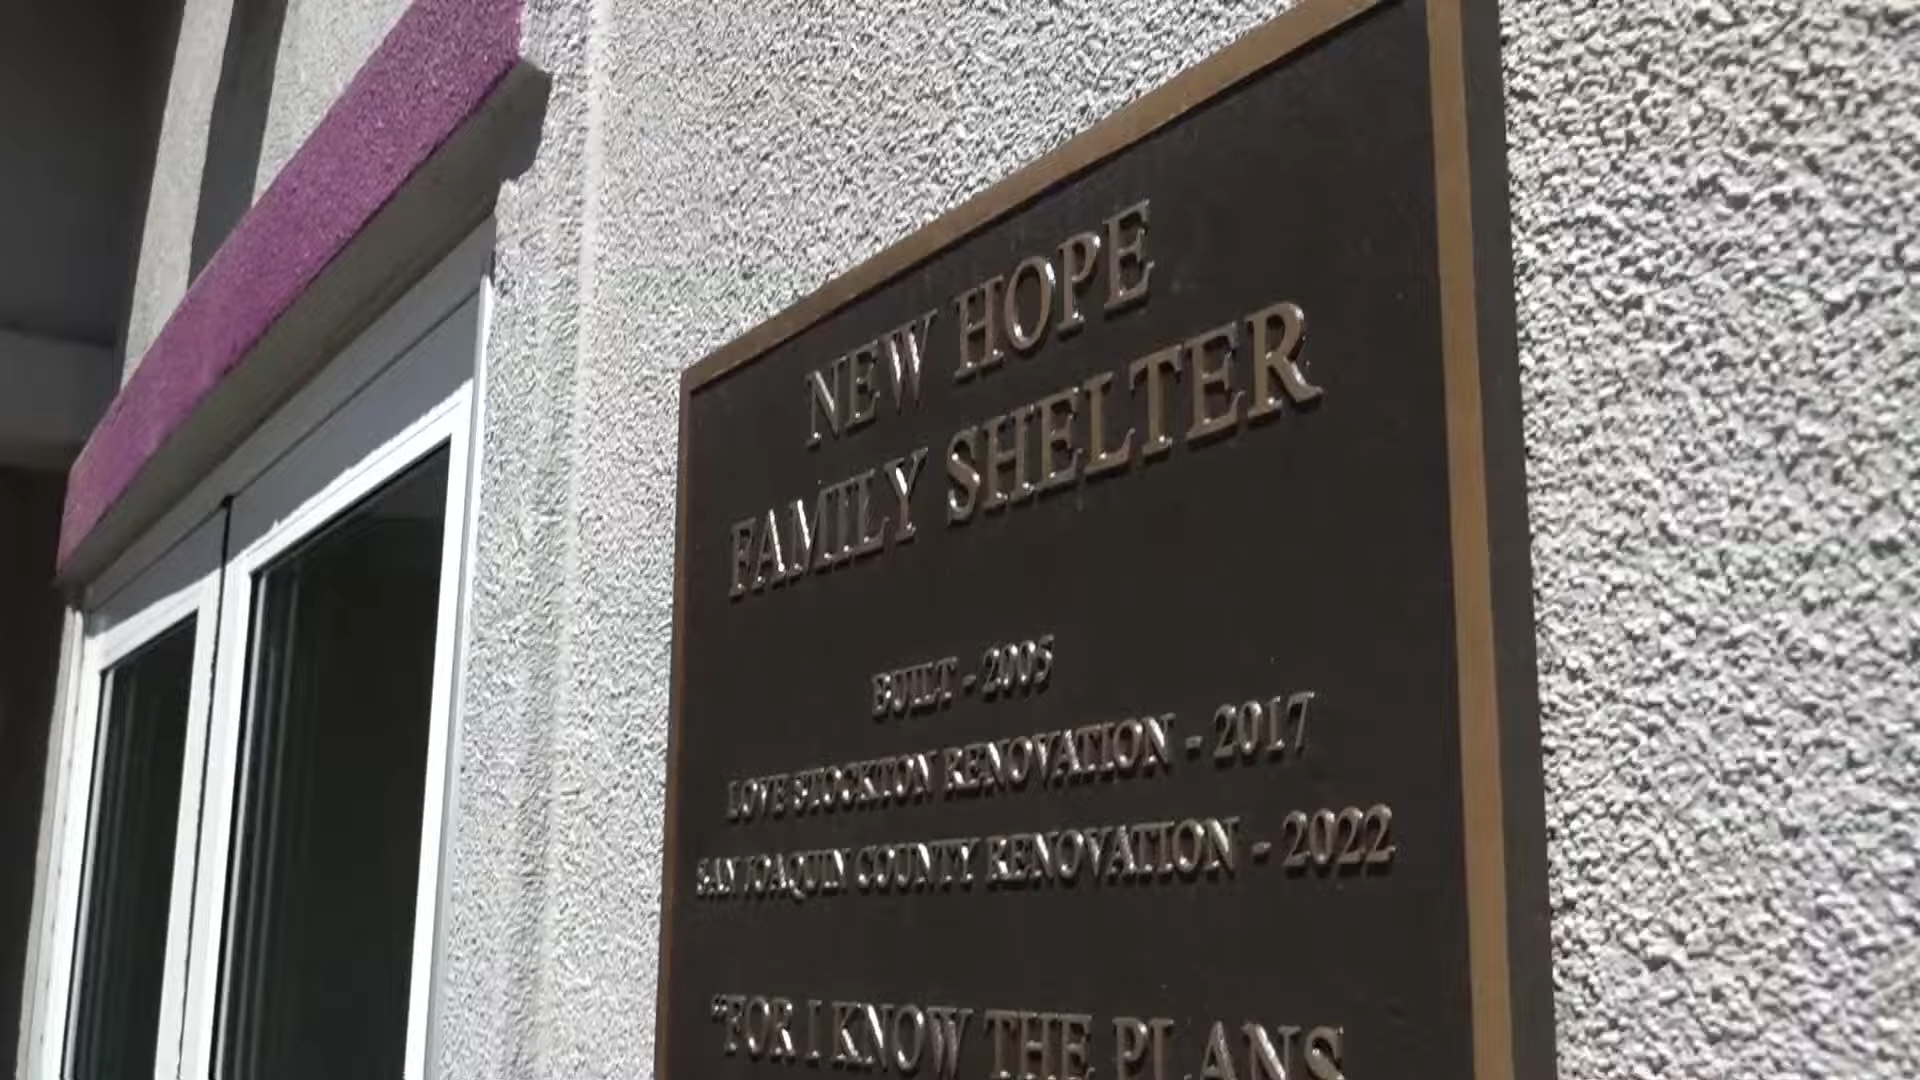 NEW HOPE
FAMILY SHELTER
BUILT - 2005
LOVE STOCKTON RENOVATION - 2017
SAN JOAQUIN COUNTY RENOVATION - 2022
“FOR I KNOW THE PLANS